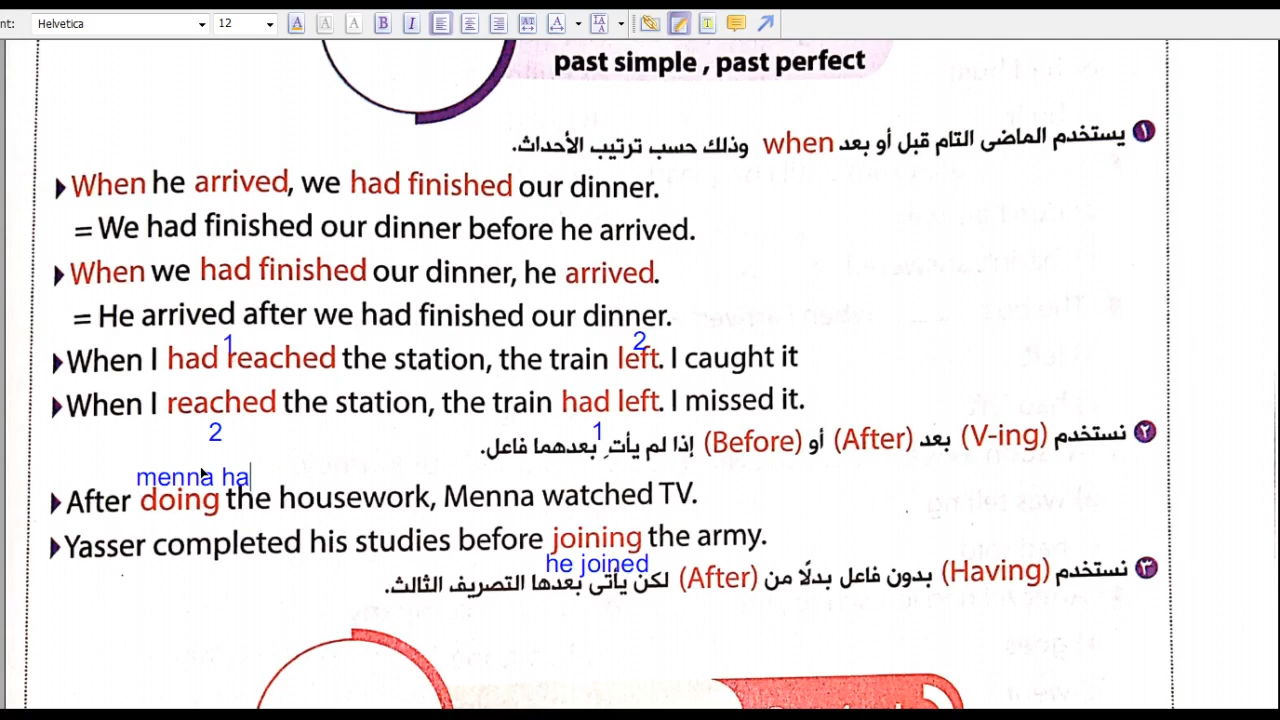 nt: Helvetica 12
past simple , past perfect
١ يستخدم الماضى التام قبل أو بعد when وذلك حسب ترتيب الأحداث.
When he arrived, we had finished our dinner.
= We had finished our dinner before he arrived.
When we had finished our dinner, he arrived.
= He arrived after we had finished our dinner.
1 2
When I had reached the station, the train left. I caught it
When I reached the station, the train had left. I missed it.
2 1
٢ نستخدم (V-ing) بعد (After) أو (Before) إذا لم يأتِ بعدهما فاعل.
menna ha
After doing the housework, Menna watched TV.
Yasser completed his studies before joining the army.
he joined
٣ نستخدم (Having) بدون فاعل بدلًا من (After) لكن يأتى بعدها التصريف الثالث.